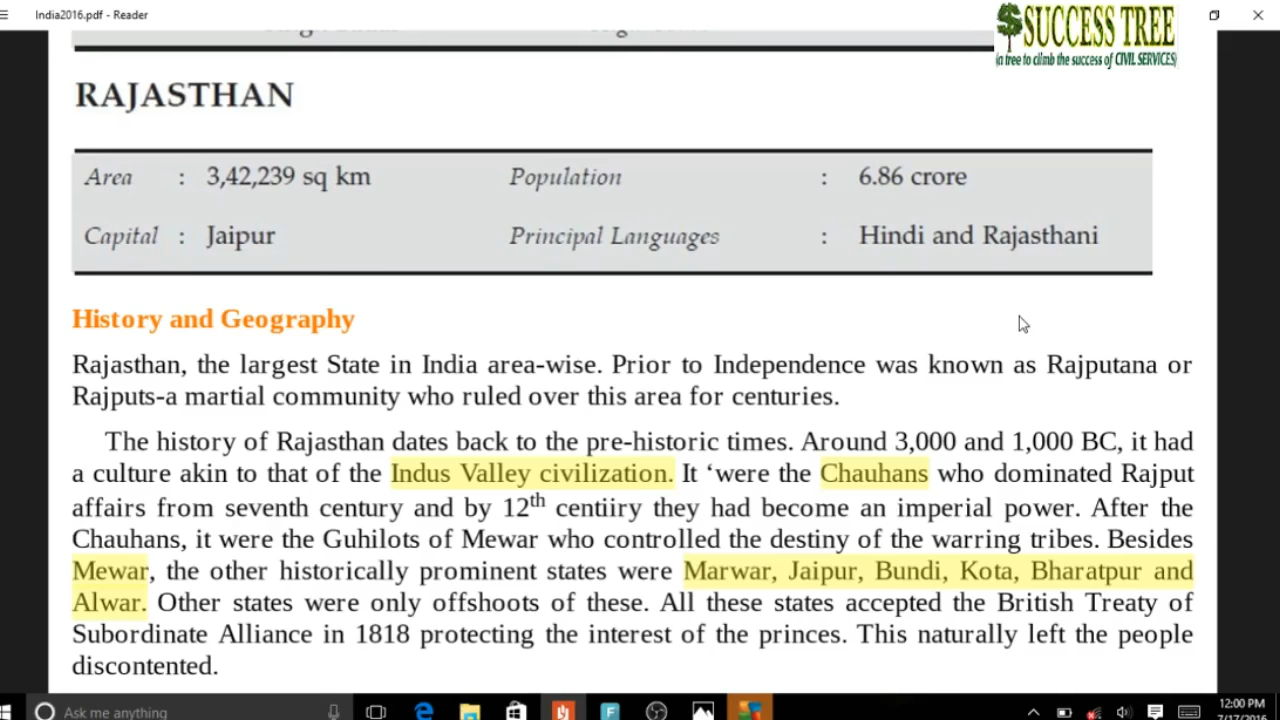 India2016.pdf - Reader
SUCCESS TREE
(a tree to climb the success of CIVIL SERVICES)
RAJASTHAN
Area : 3,42,239 sq km Population : 6.86 crore
Capital : Jaipur Principal Languages : Hindi and Rajasthani
History and Geography
Rajasthan, the largest State in India area-wise. Prior to Independence was known as Rajputana or
Rajputs-a martial community who ruled over this area for centuries.
The history of Rajasthan dates back to the pre-historic times. Around 3,000 and 1,000 BC, it had
a culture akin to that of the Indus Valley civilization. It ‘were the Chauhans who dominated Rajput
affairs from seventh century and by 12th centiiry they had become an imperial power. After the
Chauhans, it were the Guhilots of Mewar who controlled the destiny of the warring tribes. Besides
Mewar, the other historically prominent states were Marwar, Jaipur, Bundi, Kota, Bharatpur and
Alwar. Other states were only offshoots of these. All these states accepted the British Treaty of
Subordinate Alliance in 1818 protecting the interest of the princes. This naturally left the people
discontented.
Ask me anything
12:00 PM